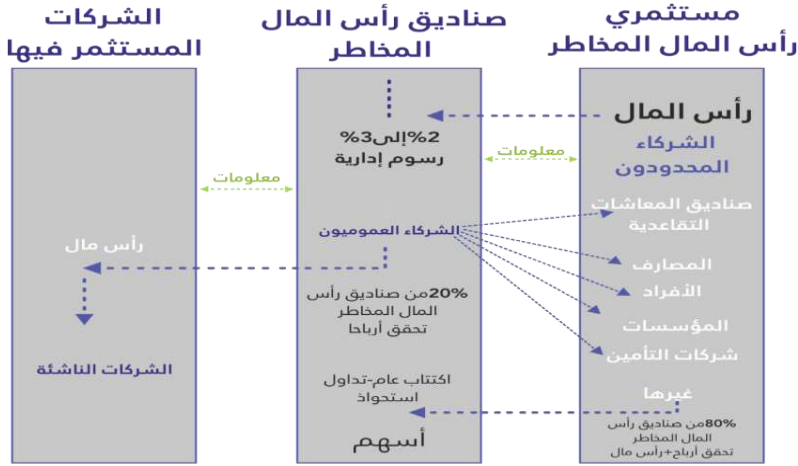 مستثمري
رأس المال المخاطر
رأس المال
الشركاء
المحدودون
صناديق المعاشات
التقاعدية
المصارف
الأفراد
المؤسسات
شركات التأمين
غيرها
80%من صناديق رأس
المال المخاطر
تحقق أرباح+رأس مال
معلومات
صناديق رأس المال
المخاطر
2%إلى3%
رسوم إدارية
الشركاء العموميون
20%من صناديق رأس
المال المخاطر
تحقق أرباحا
اكتتاب عام-تداول
استحواذ
أسهم
معلومات
الشركات
المستثمر فيها
رأس مال
الشركات الناشئة